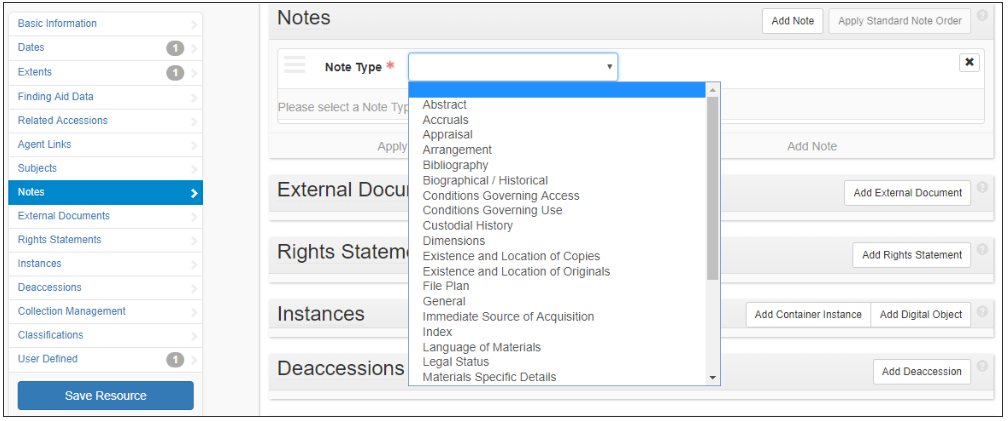 Basic Information
Dates 1
Extents 1
Finding Aid Data
Related Accessions
Agent Links
Subjects
Notes
External Documents
Rights Statements
Instances
Deaccessions
Collection Management
Classifications
User Defined 1
Save Resource
Notes Add Note Apply Standard Note Order
Note Type *
Please select a Note Typ
Abstract
Accruals
Appraisal
Arrangement
Bibliography
Biographical / Historical
Conditions Governing Access
Conditions Governing Use
Custodial History
Dimensions
Existence and Location of Copies
Existence and Location of Originals
File Plan
General
Immediate Source of Acquisition
Index
Language of Materials
Legal Status
Materials Specific Details
Apply Add Note
External Docu Add External Document
Rights Stateme Add Rights Statement
Instances Add Container Instance Add Digital Object
Deaccessions Add Deaccession